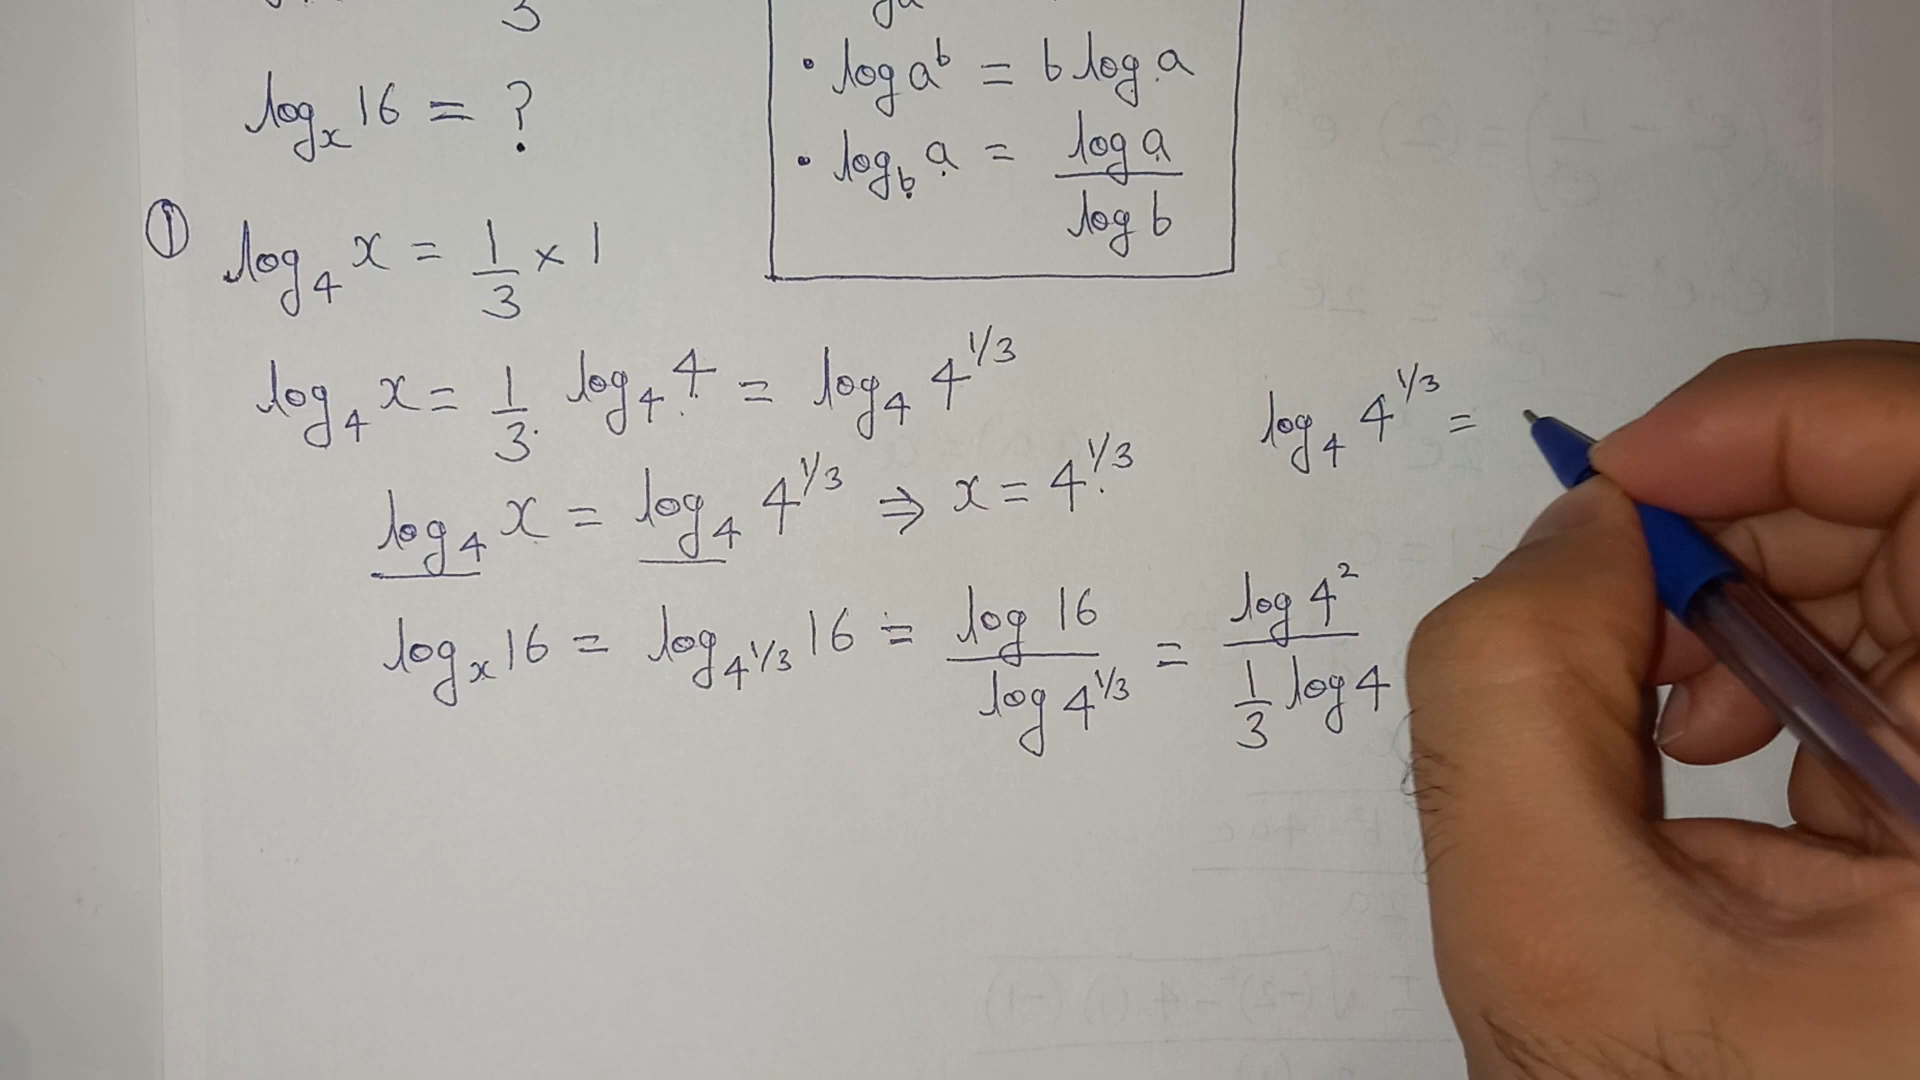 3
log_x 16 = ?
• log a^b = b log a
• log_b a = log a / log b
① log_4 x = 1/3 × 1
log_4 x = 1/3 log_4 4 = log_4 4^1/3
log_4 x = log_4 4^1/3 ⇒ x = 4^1/3
log_4 4^1/3 =
log_x 16 = log_4^1/3 16 = log 16 / log 4^1/3 = log 4^2 / 1/3 log 4